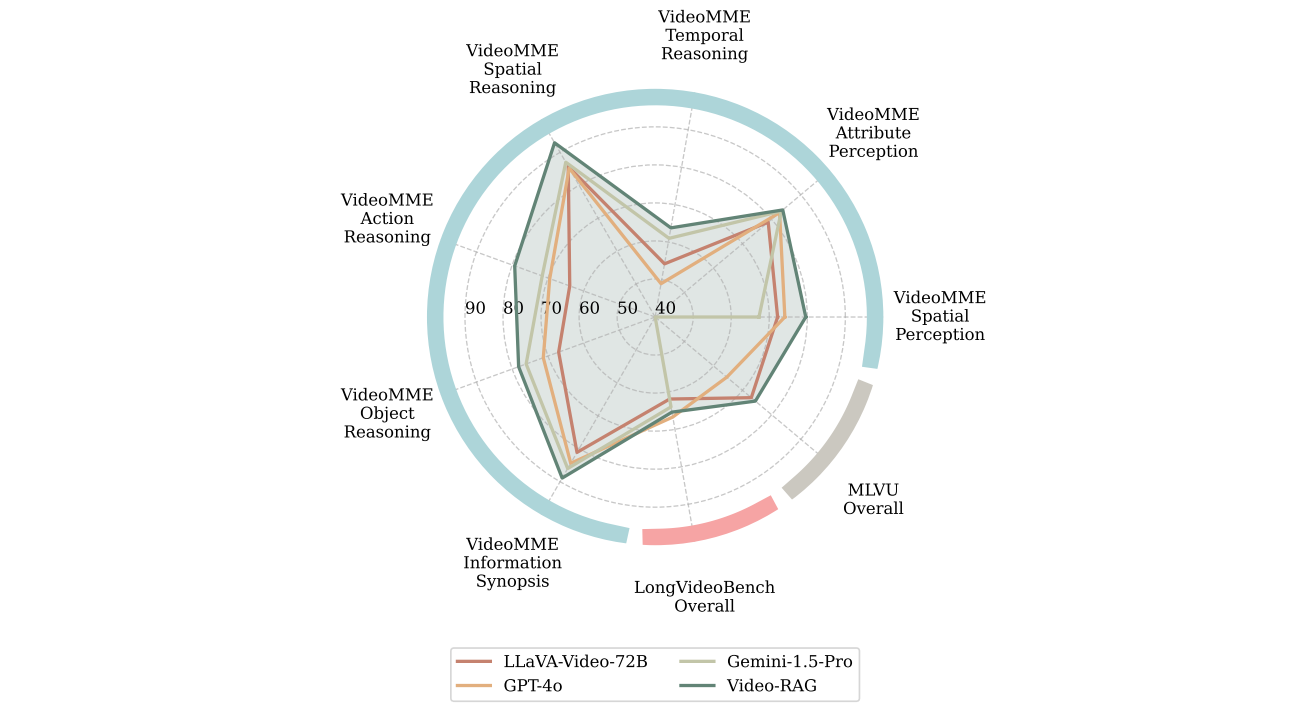 VideoMME
Temporal
Reasoning
VideoMME
Spatial
Reasoning
VideoMME
Attribute
Perception
VideoMME
Action
Reasoning
90 80 70 60 50 40
VideoMME
Spatial
Perception
VideoMME
Object
Reasoning
MLVU
Overall
VideoMME
Information
Synopsis
LongVideoBench
Overall
LLaVA-Video-72B
GPT-4o
Gemini-1.5-Pro
Video-RAG